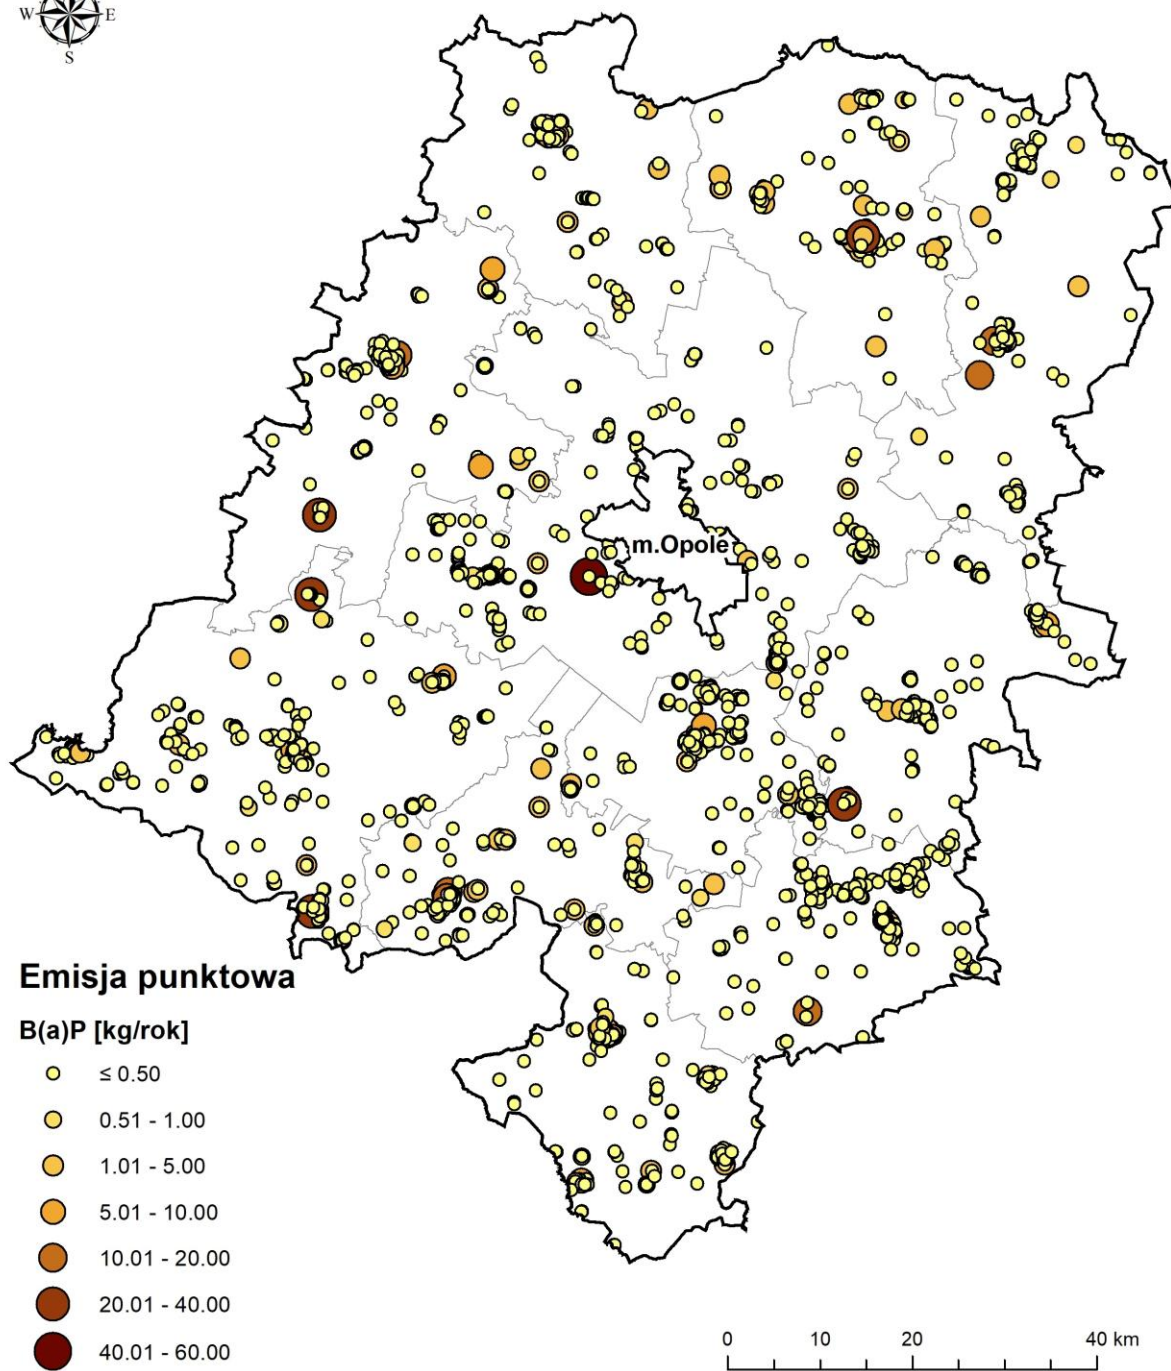 W E
S
m.Opole
Emisja punktowa
B(a)P [kg/rok]
≤ 0.50
0.51 - 1.00
1.01 - 5.00
5.01 - 10.00
10.01 - 20.00
20.01 - 40.00
40.01 - 60.00
0 10 20 40 km